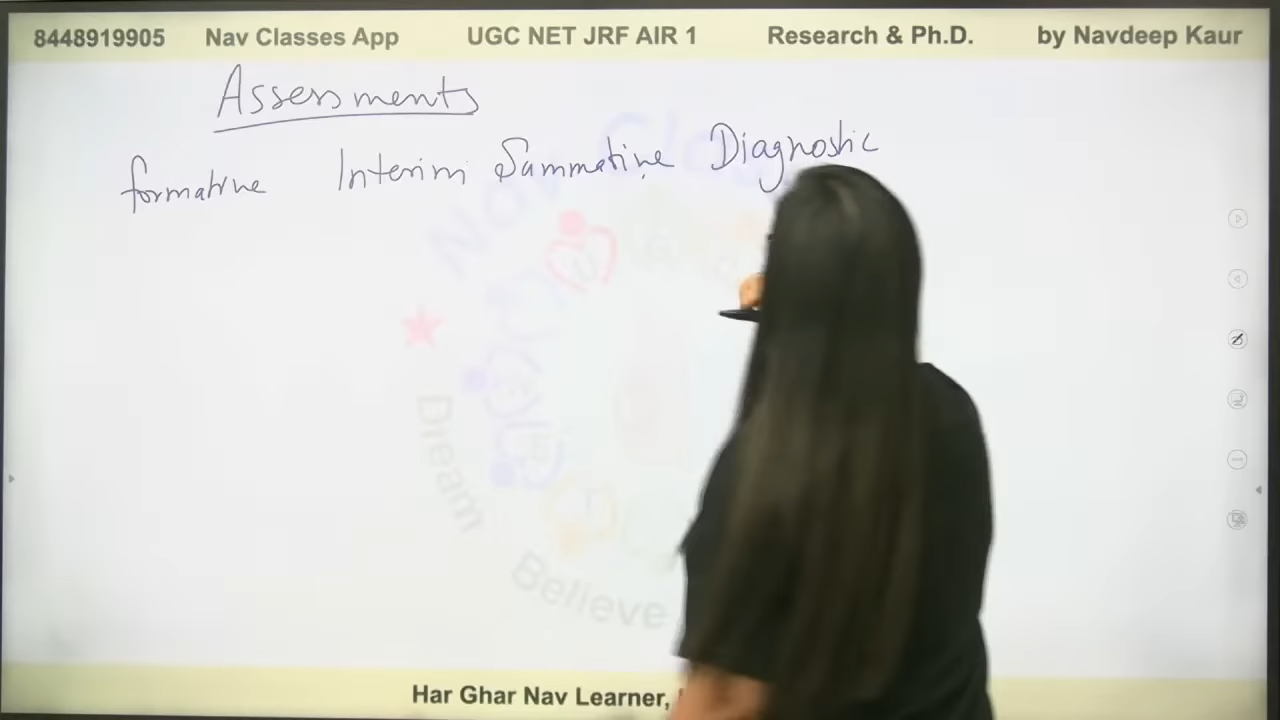 8448919905 Nav Classes App UGC NET JRF AIR 1 Research & Ph.D. by Navdeep Kaur
Assessments
formative Interim Summative Diagnostic
Nav
Dream
Believe
Har Ghar Nav Learner,